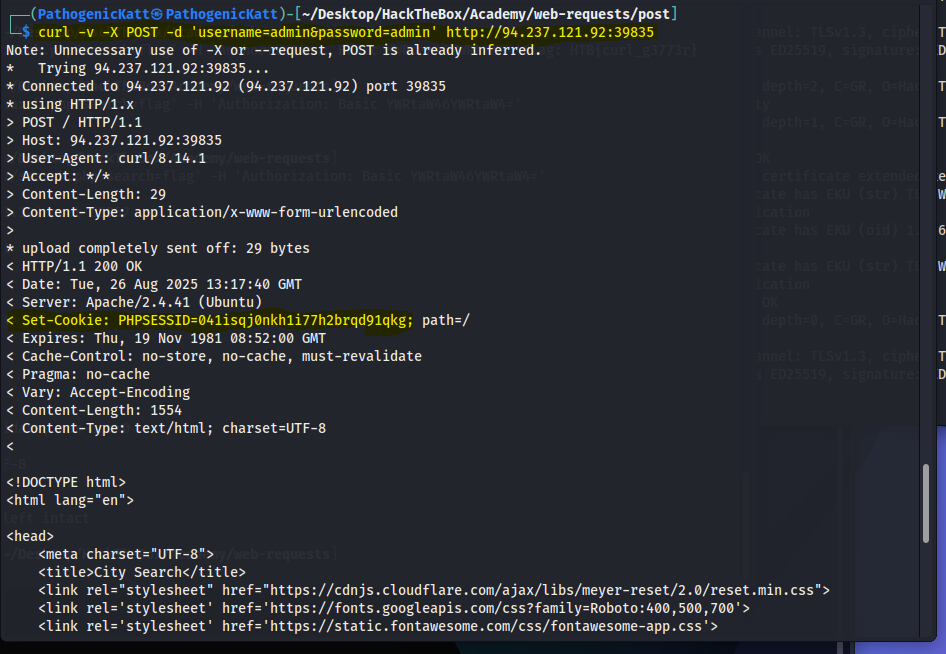 ┌──(PathogenicKatt㉿PathogenicKatt)-[~/Desktop/HackTheBox/Academy/web-requests/post]
└─$ curl -v -X POST -d 'username=admin&password=admin' http://94.237.121.92:39835
Note: Unnecessary use of -X or --request, POST is already inferred.
*   Trying 94.237.121.92:39835...
* Connected to 94.237.121.92 (94.237.121.92) port 39835
* using HTTP/1.x
> POST / HTTP/1.1
> Host: 94.237.121.92:39835
> User-Agent: curl/8.14.1
> Accept: */*
> Content-Length: 29
> Content-Type: application/x-www-form-urlencoded
>
* upload completely sent off: 29 bytes
< HTTP/1.1 200 OK
< Date: Tue, 26 Aug 2025 13:17:40 GMT
< Server: Apache/2.4.41 (Ubuntu)
< Set-Cookie: PHPSESSID=041isqj0nkh1i77h2brqd91qkg; path=/
< Expires: Thu, 19 Nov 1981 08:52:00 GMT
< Cache-Control: no-store, no-cache, must-revalidate
< Pragma: no-cache
< Vary: Accept-Encoding
< Content-Length: 1554
< Content-Type: text/html; charset=UTF-8
<
<!DOCTYPE html>
<html lang="en">
<head>
    <meta charset="UTF-8">
    <title>City Search</title>
    <link rel="stylesheet" href="https://cdnjs.cloudflare.com/ajax/libs/meyer-reset/2.0/reset.min.css">
    <link rel='stylesheet' href='https://fonts.googleapis.com/css?family=Roboto:400,500,700'>
    <link rel='stylesheet' href='https://static.fontawesome.com/css/fontawesome-app.css'>